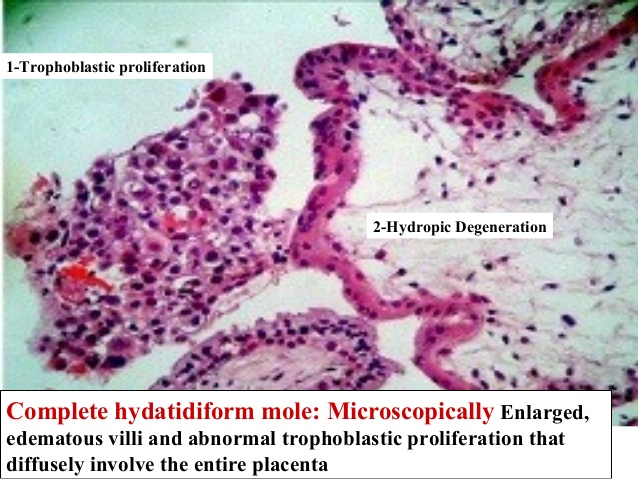 1-Trophoblastic proliferation
2-Hydropic Degeneration
Complete hydatidiform mole: Microscopically Enlarged,
edematous villi and abnormal trophoblastic proliferation that
diffusely involve the entire placenta